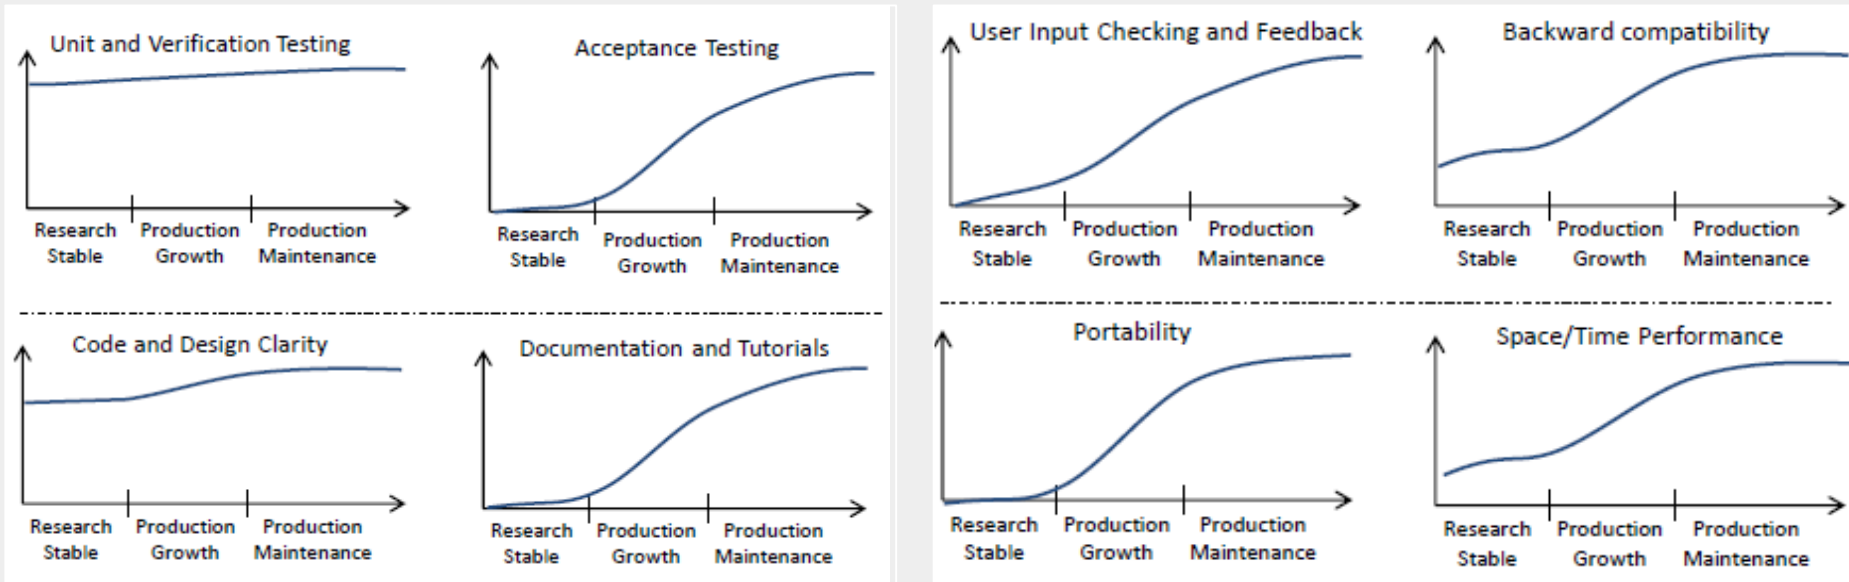 Unit and Verification Testing
Research
Stable
Production
Growth
Production
Maintenance
Acceptance Testing
Research
Stable
Production
Growth
Production
Maintenance
Code and Design Clarity
Research
Stable
Production
Growth
Production
Maintenance
Documentation and Tutorials
Research
Stable
Production
Growth
Production
Maintenance
User Input Checking and Feedback
Research
Stable
Production
Growth
Production
Maintenance
Backward compatibility
Research
Stable
Production
Growth
Production
Maintenance
Portability
Research
Stable
Production
Growth
Production
Maintenance
Space/Time Performance
Research
Stable
Production
Growth
Production
Maintenance